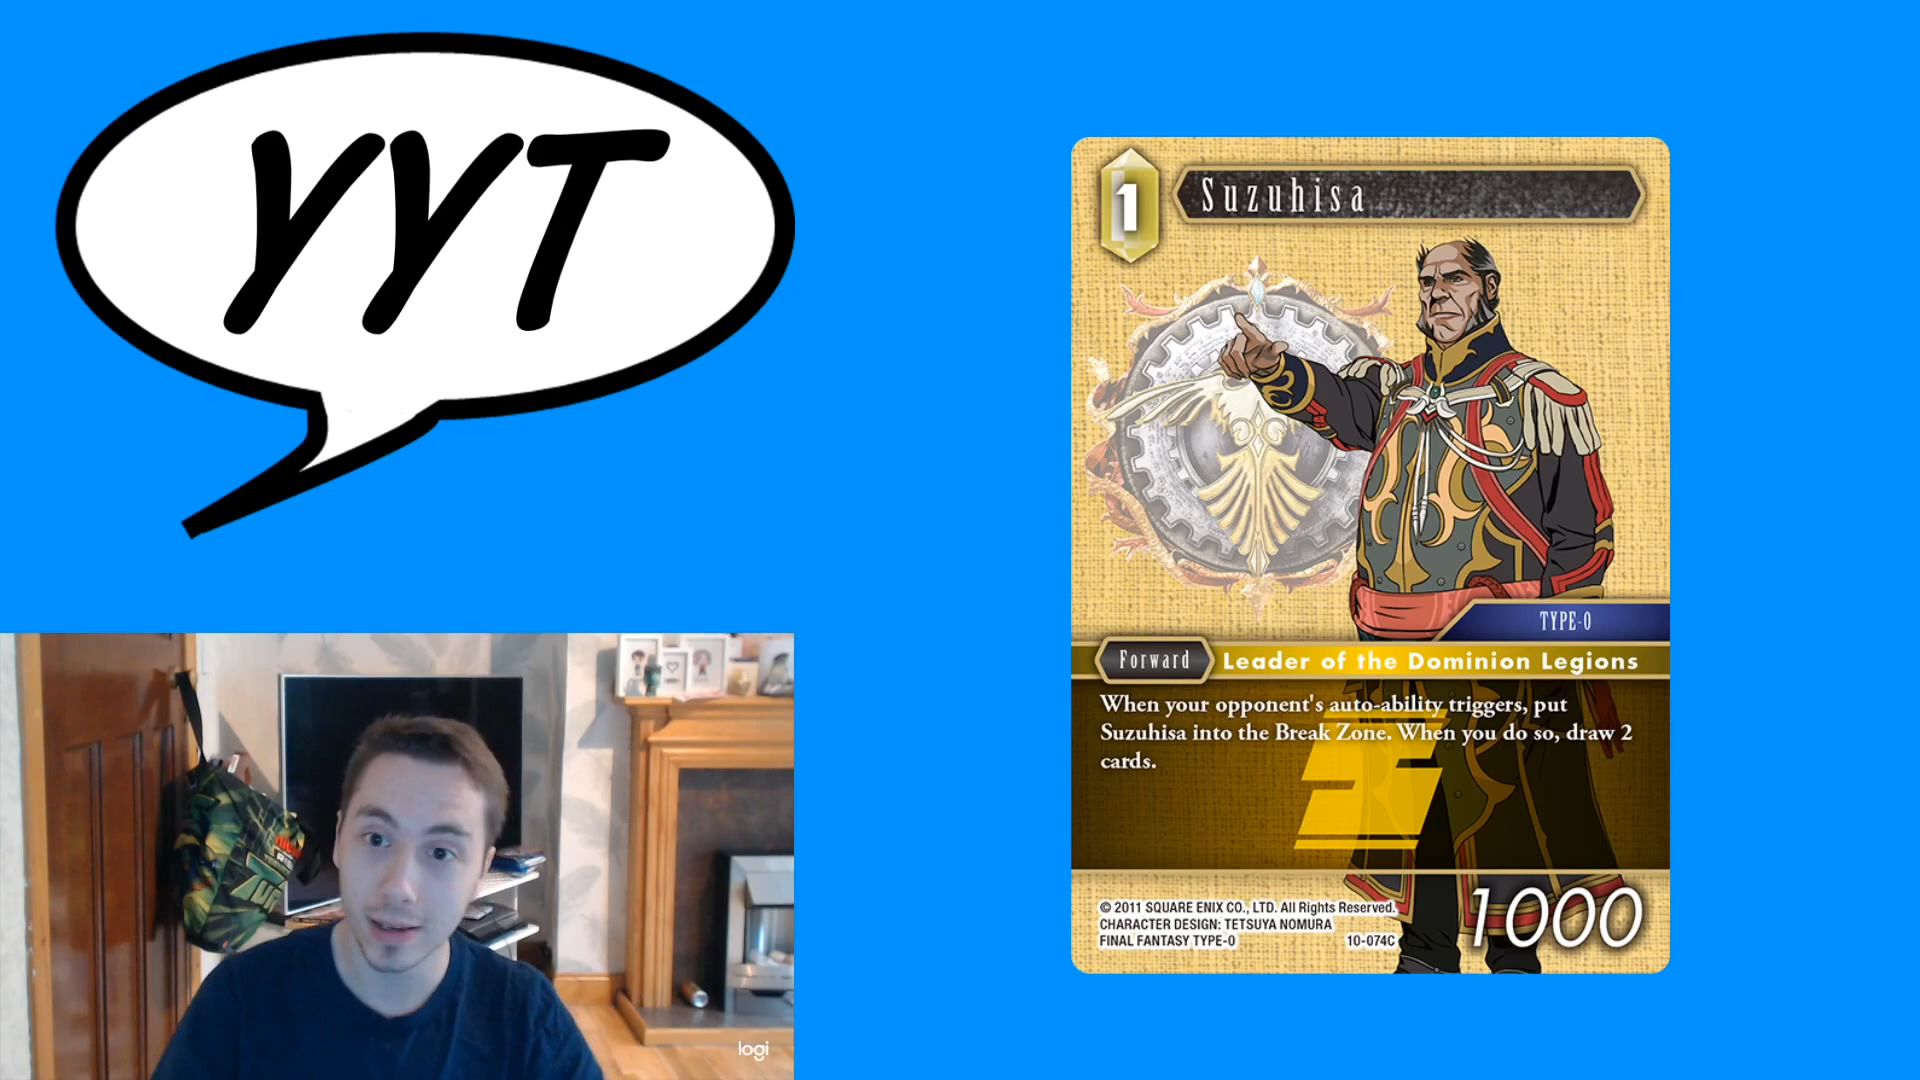 YYT
1
Suzuhisa
TYPE-0
Forward
Leader of the Dominion Legions
When your opponent's auto-ability triggers, put
Suzuhisa into the Break Zone. When you do so, draw 2
cards.
© 2011 SQUARE ENIX CO., LTD. All Rights Reserved.
CHARACTER DESIGN: TETSUYA NOMURA
FINAL FANTASY TYPE-0
10-074C
1000
logi